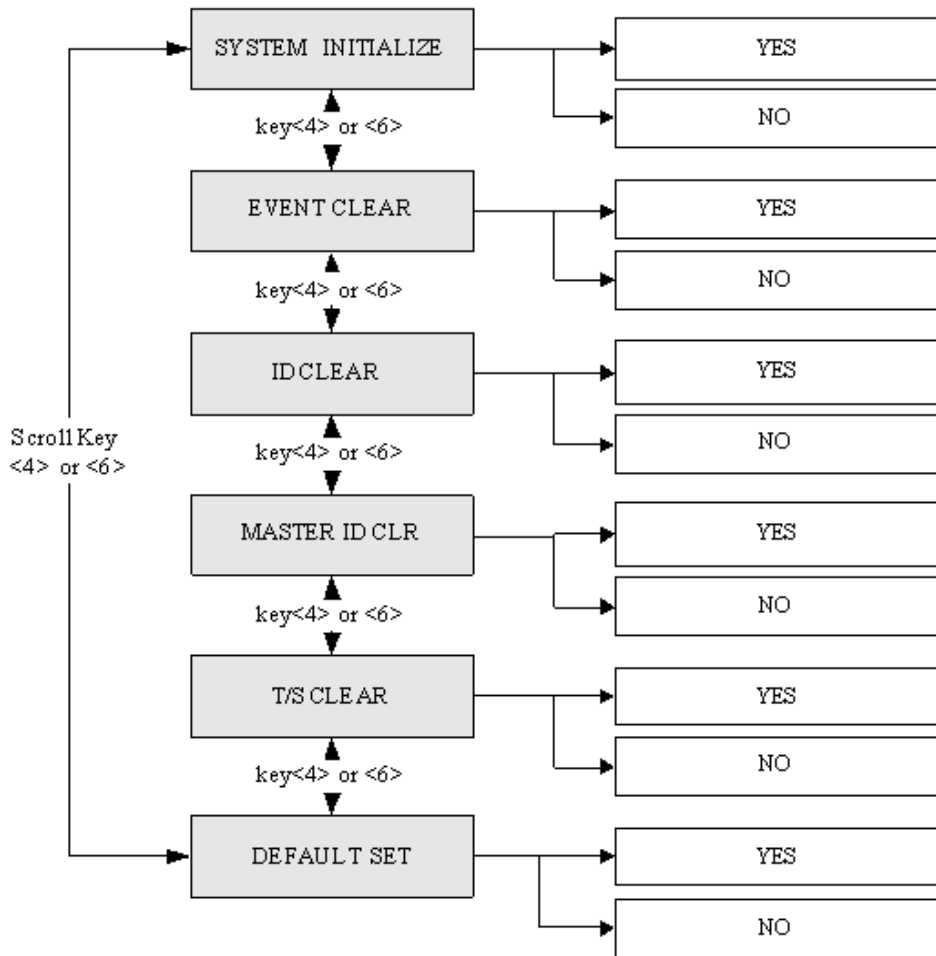 SYSTEM INITIALIZE
YES
NO
key<4> or <6>
EVENT CLEAR
YES
NO
key<4> or <6>
ID CLEAR
YES
NO
Scroll Key
<4> or <6>
key<4> or <6>
MASTER ID CLR
YES
NO
key<4> or <6>
T/S CLEAR
YES
NO
key<4> or <6>
DEFAULT SET
YES
NO